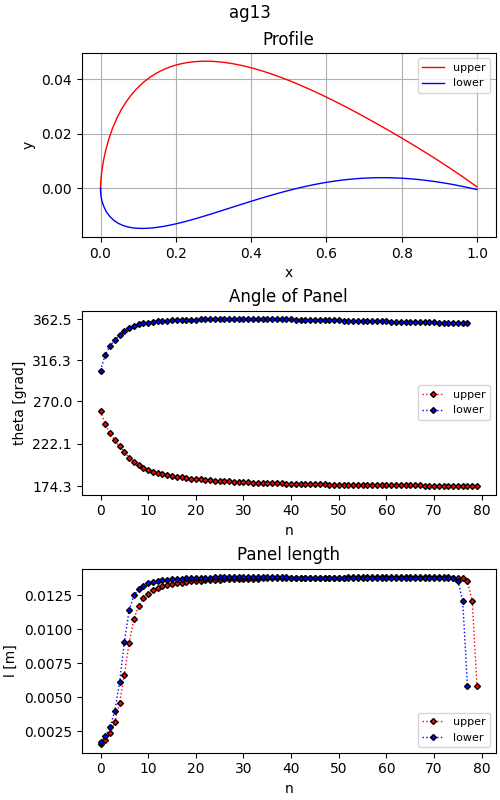 ag13
Profile
0.04
0.02
0.00
y
upper
lower
0.0 0.2 0.4 0.6 0.8 1.0
x
Angle of Panel
362.5
316.3
270.0
222.1
174.3
theta [grad]
upper
lower
0 10 20 30 40 50 60 70 80
n
Panel length
0.0125
0.0100
0.0075
0.0050
0.0025
l [m]
upper
lower
0 10 20 30 40 50 60 70 80
n